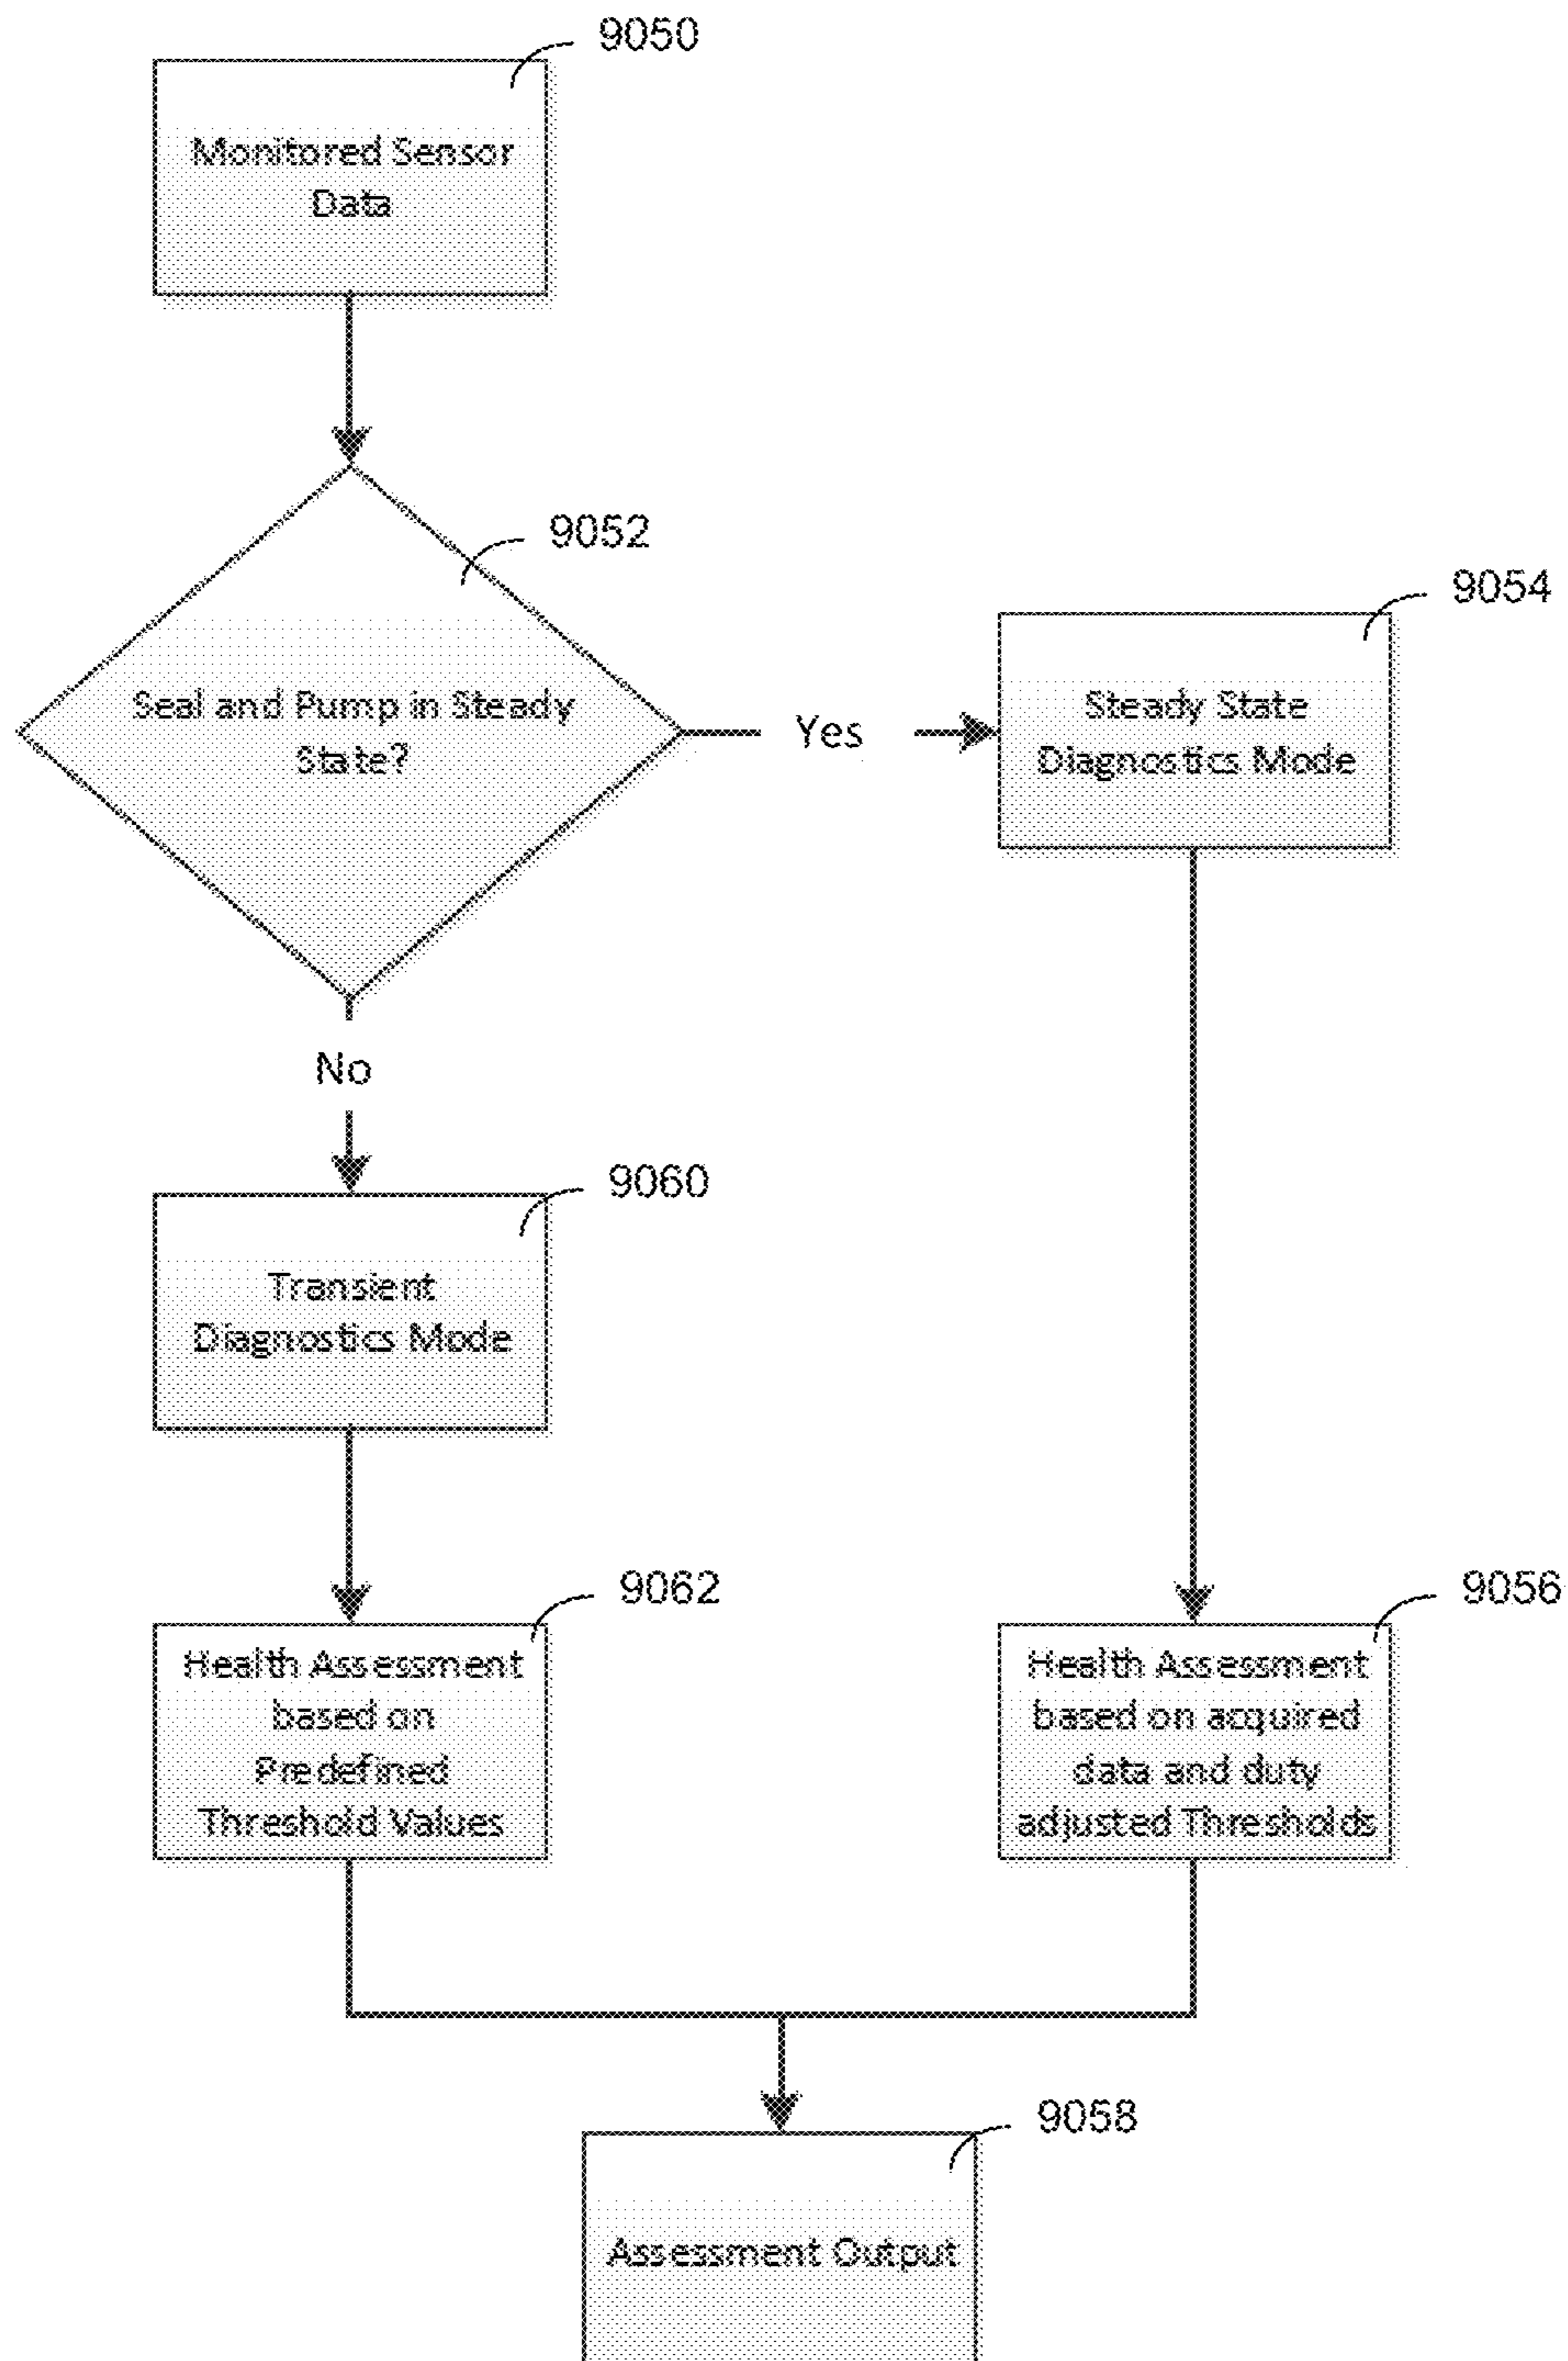 9050
Monitored Sensor
Data
9052
Seal and Pump in Steady
State?
Yes
9054
Steady State
Diagnostics Mode
No
9060
Transient
Diagnostics Mode
9062
Health Assessment
based on
Predefined
Threshold Values
9056
Health Assessment
based on acquired
data and duty
adjusted Thresholds
9058
Assessment Output